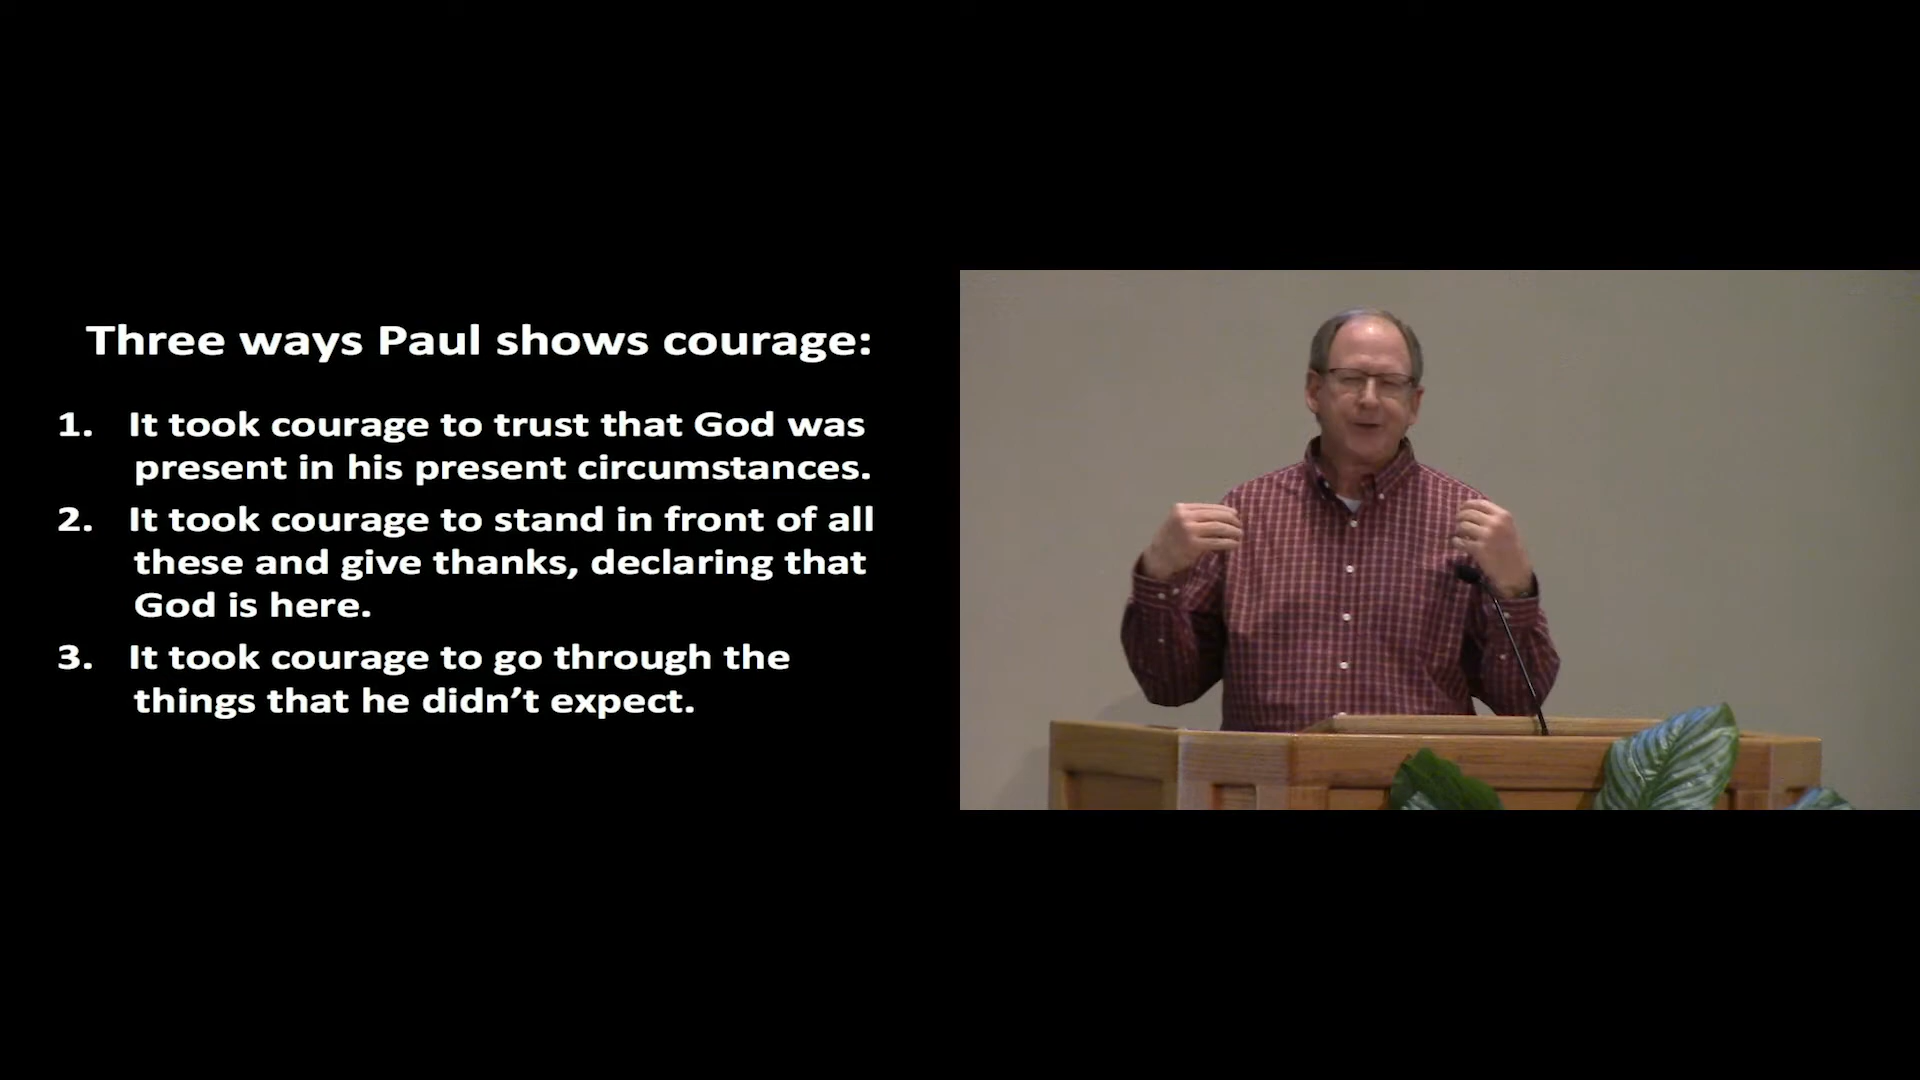 Three ways Paul shows courage:
1. It took courage to trust that God was
present in his present circumstances.
2. It took courage to stand in front of all
these and give thanks, declaring that
God is here.
3. It took courage to go through the
things that he didn’t expect.